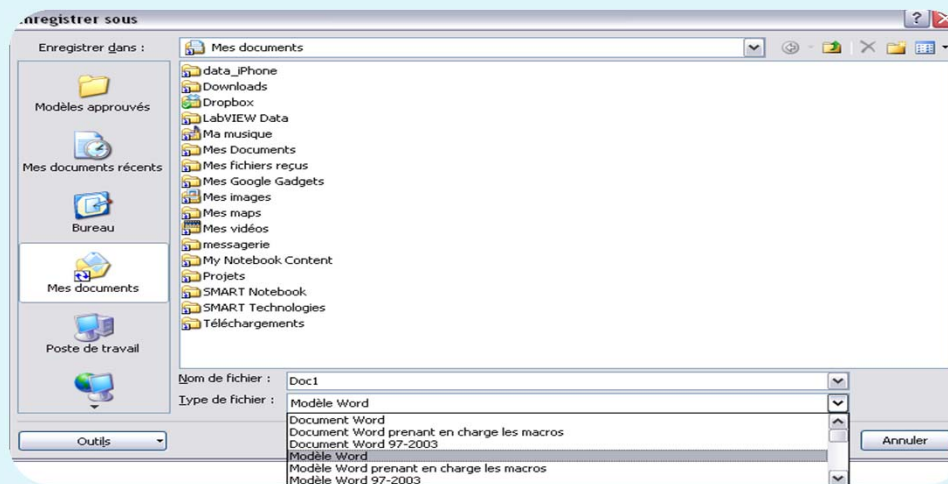 nregistrer sous
Enregistrer dans :
Mes documents
Modèles approuvés
Mes documents récents
Bureau
Mes documents
Poste de travail
data_iPhone
Downloads
Dropbox
LabVIEW Data
Ma musique
Mes Documents
Mes fichiers reçus
Mes Google Gadgets
Mes images
Mes maps
Mes vidéos
messagerie
My Notebook Content
Projets
SMART Notebook
SMART Technologies
Téléchargements
Nom de fichier :
Doc1
Type de fichier :
Modèle Word
Document Word
Document Word prenant en charge les macros
Document Word 97-2003
Modèle Word
Modèle Word prenant en charge les macros
Modèle Word 97-2003
Outils
Annuler